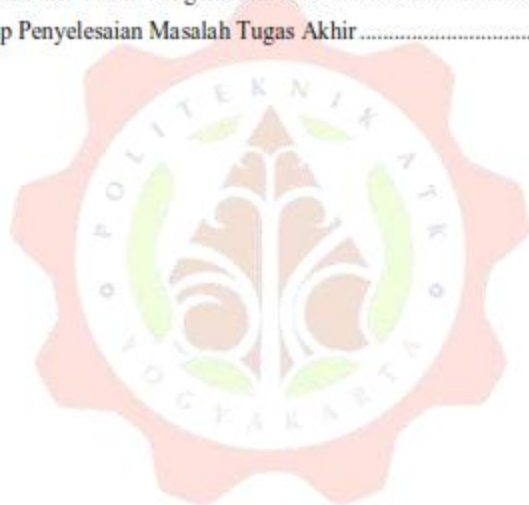 p Penyelesaian Masalah Tugas Akhir ..............................
POLITEKNIK ATK
YOGYAKARTA